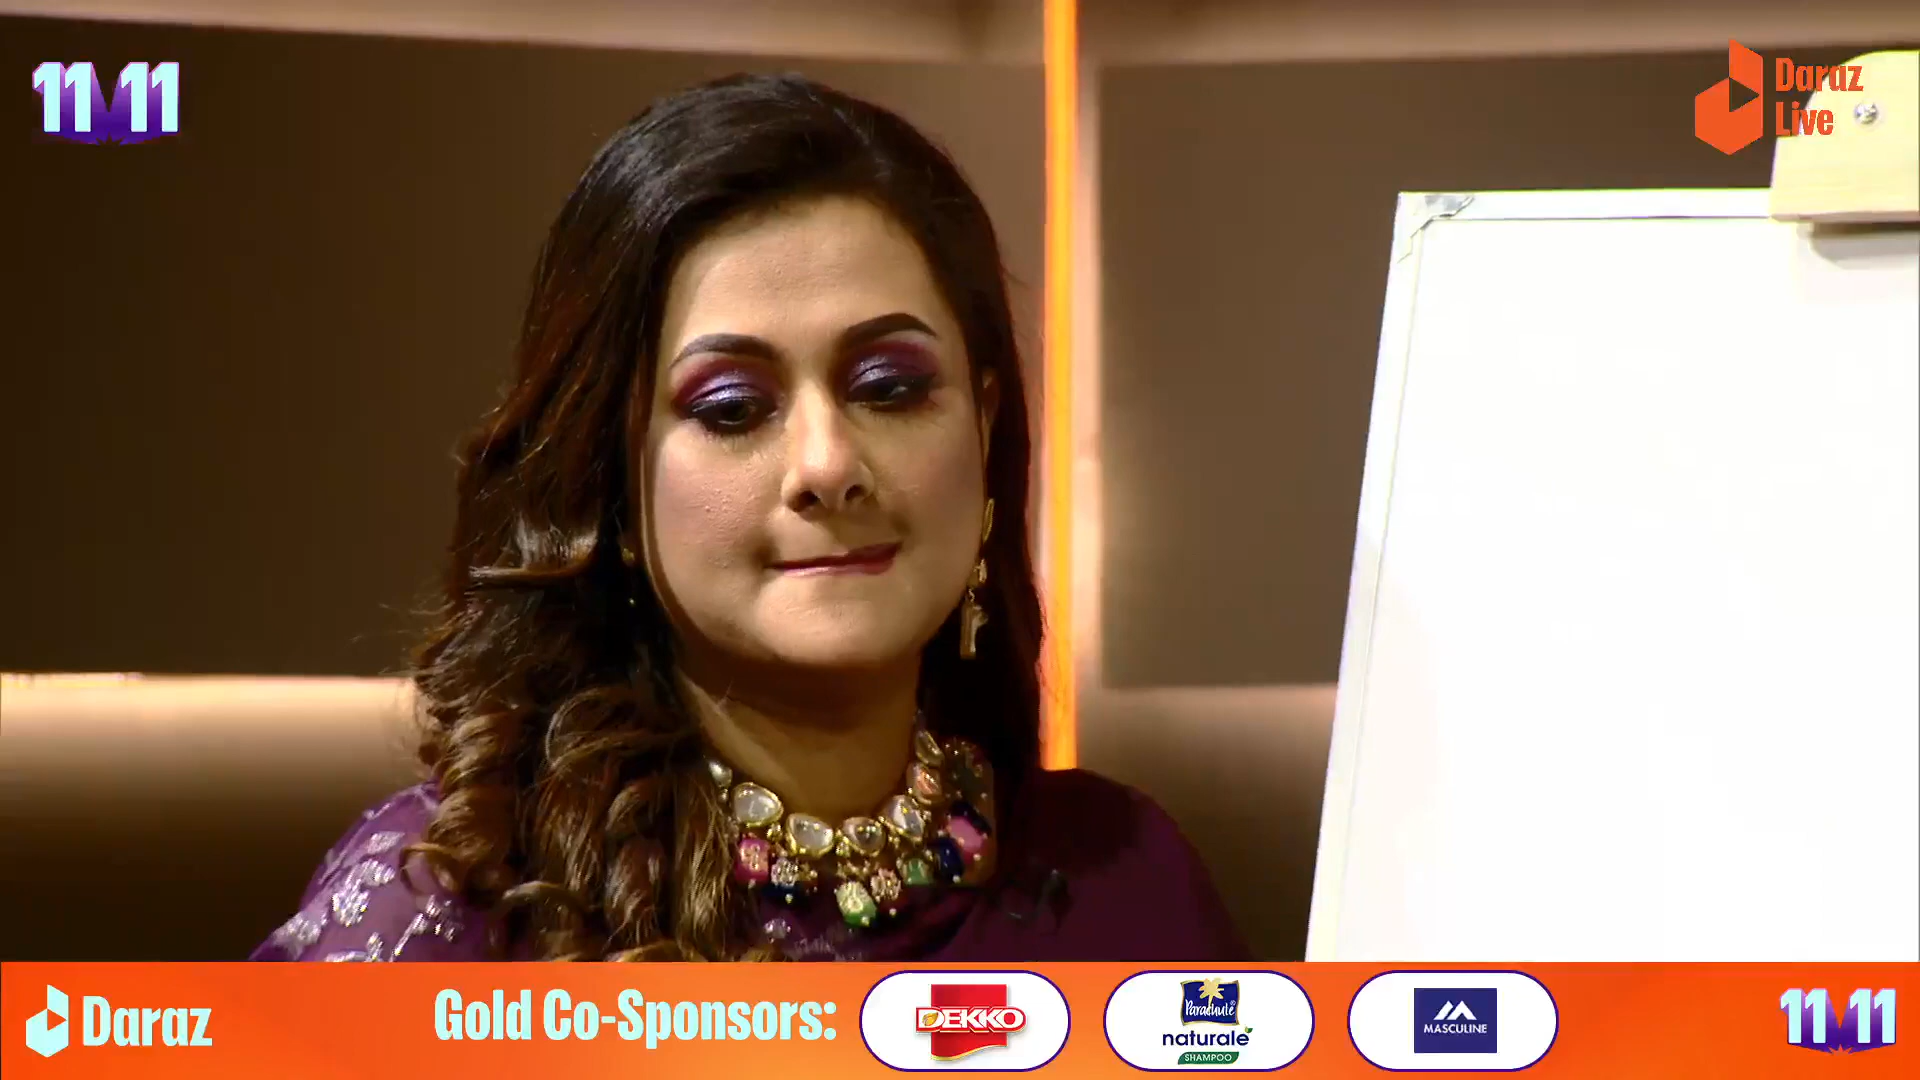 11 11
Daraz
Live
Daraz
Gold Co-Sponsors:
DEKKO
Parachute®
naturale
SHAMPOO
MASCULINE
11 11